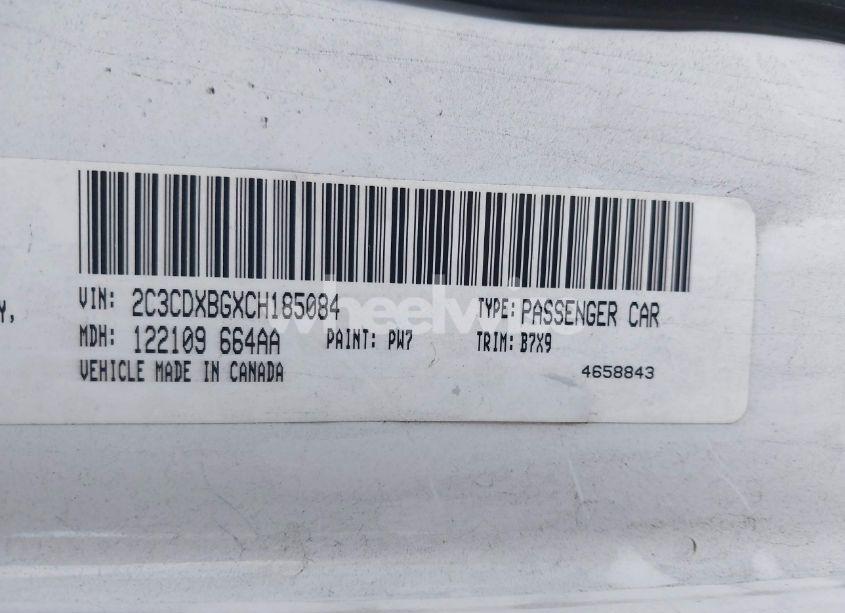 Y,
VIN: 2C3CDXBGXCH185084 TYPE: PASSENGER CAR
MDH: 122109 664AA PAINT: PW7 TRIM: B7X9
VEHICLE MADE IN CANADA 4658843